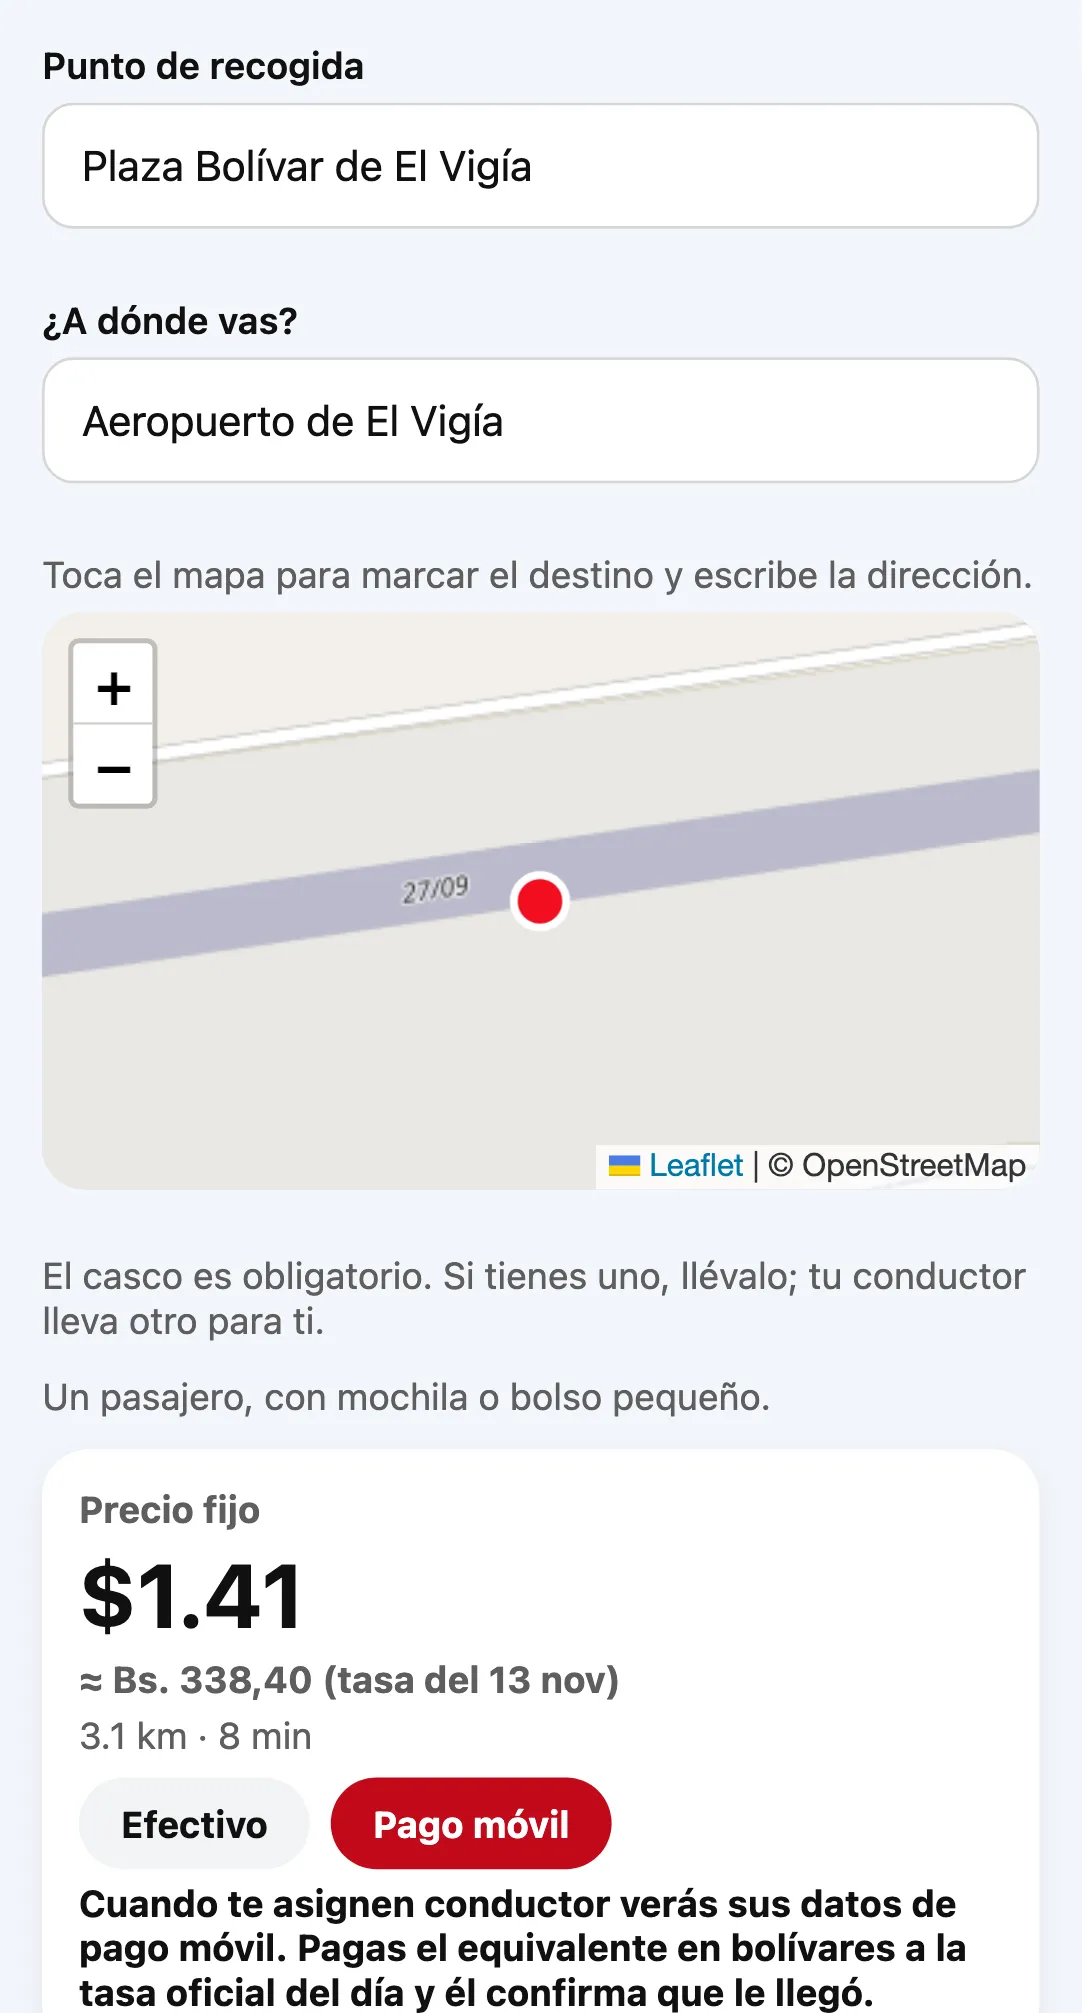 Punto de recogida
Plaza Bolívar de El Vigía
¿A dónde vas?
Aeropuerto de El Vigía
Toca el mapa para marcar el destino y escribe la dirección.
+
−
27/09
Leaflet | © OpenStreetMap
El casco es obligatorio. Si tienes uno, llévalo; tu conductor
lleva otro para ti.
Un pasajero, con mochila o bolso pequeño.
Precio fijo
$1.41
≈ Bs. 338,40 (tasa del 13 nov)
3.1 km · 8 min
Efectivo
Pago móvil
Cuando te asignen conductor verás sus datos de
pago móvil. Pagas el equivalente en bolívares a la
tasa oficial del día y él confirma que le llegó.